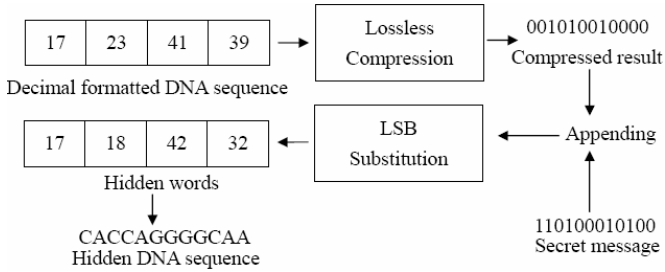 17 23 41 39
Decimal formatted DNA sequence
Lossless
Compression
001010010000
Compressed result
Appending
LSB
Substitution
17 18 42 32
Hidden words
CACCAGGGGCAA
Hidden DNA sequence
110100010100
Secret message